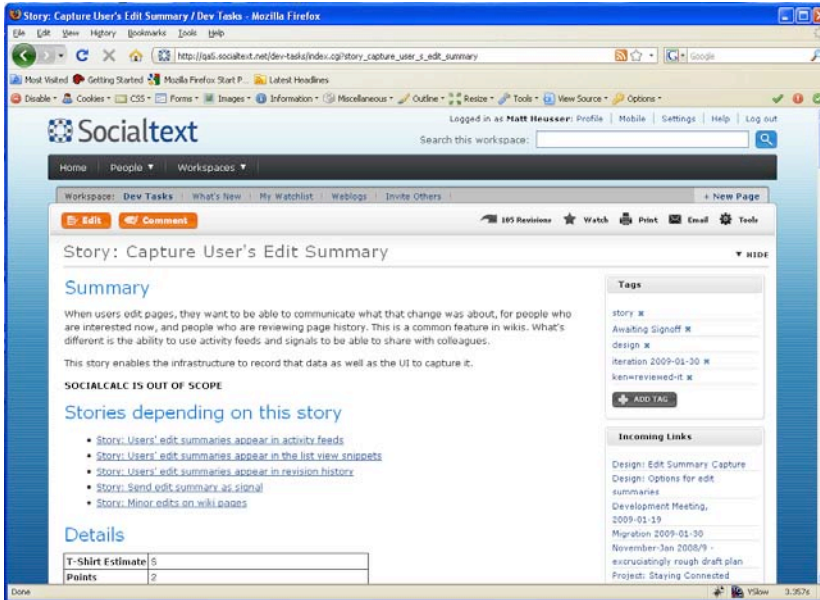 Story: Capture User's Edit Summary / Dev Tasks - Mozilla Firefox
File Edit View History Bookmarks Tools Help
http://qa5.socialtext.net/dev-tasks/index.cgi?story_capture_user_s_edit_summary
Google
Most Visited Getting Started Mozilla Firefox Start P... Latest Headlines
Disable Cookies CSS Forms Images Information Miscellaneous Outline Resize Tools View Source Options
Socialtext
Logged in as Matt Heusser: Profile | Mobile | Settings | Help | Log out
Search this workspace:
Home People ▼ Workspaces ▼
Workspace: Dev Tasks | What's New | My Watchlist | Weblogs | Invite Others
+ New Page
Edit Comment
105 Revisions Watch Print Email Tools
Story: Capture User's Edit Summary
▼ HIDE
Summary
When users edit pages, they want to be able to communicate what that change was about, for people who
are interested now, and people who are reviewing page history. This is a common feature in wikis. What's
different is the ability to use activity feeds and signals to be able to share with colleagues.
This story enables the infrastructure to record that data as well as the UI to capture it.
SOCIALCALC IS OUT OF SCOPE
Stories depending on this story
• Story: Users' edit summaries appear in activity feeds
• Story: Users' edit summaries appear in the list view snippets
• Story: Users' edit summaries appear in revision history
• Story: Send edit summary as signal
• Story: Minor edits on wiki pages
Details
T-Shirt Estimate S
Points 2
Tags
story x
Awaiting Signoff x
design x
iteration 2009-01-30 x
ken=reviewed-it x
ADD TAG
Incoming Links
Design: Edit Summary Capture
Design: Options for edit
summaries
Development Meeting,
2009-01-19
Migration 2009-01-30
November-Jan 2008/9 -
excruciatingly rough draft plan
Project: Staying Connected
Done
YSlow 3.357s